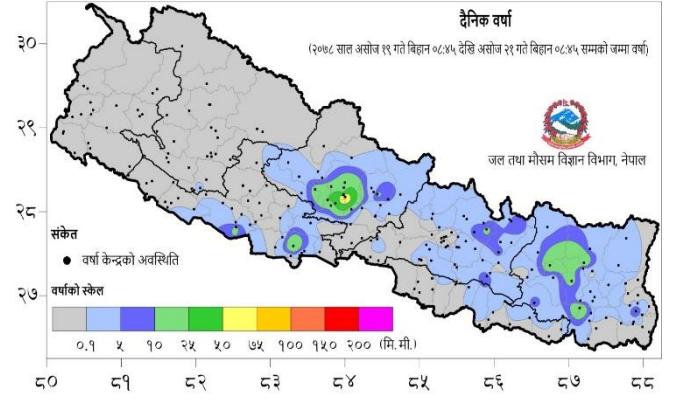 दैनिक वर्षा
(२०७८ साल असोज १९ गते बिहान ०८:४५ देखि असोज २१ गते बिहान ०८:४५ सम्मको जम्मा वर्षा)
जल तथा मौसम विज्ञान विभाग, नेपाल
३०
२९
२८
२७
संकेत
वर्षा केन्द्रको अवस्थिति
वर्षाको स्केल
०.१ ५ १० २५ ५० ७५ १०० १५० २०० (मि.मी.)
८० ८१ ८२ ८३ ८४ ८५ ८६ ८७ ८८